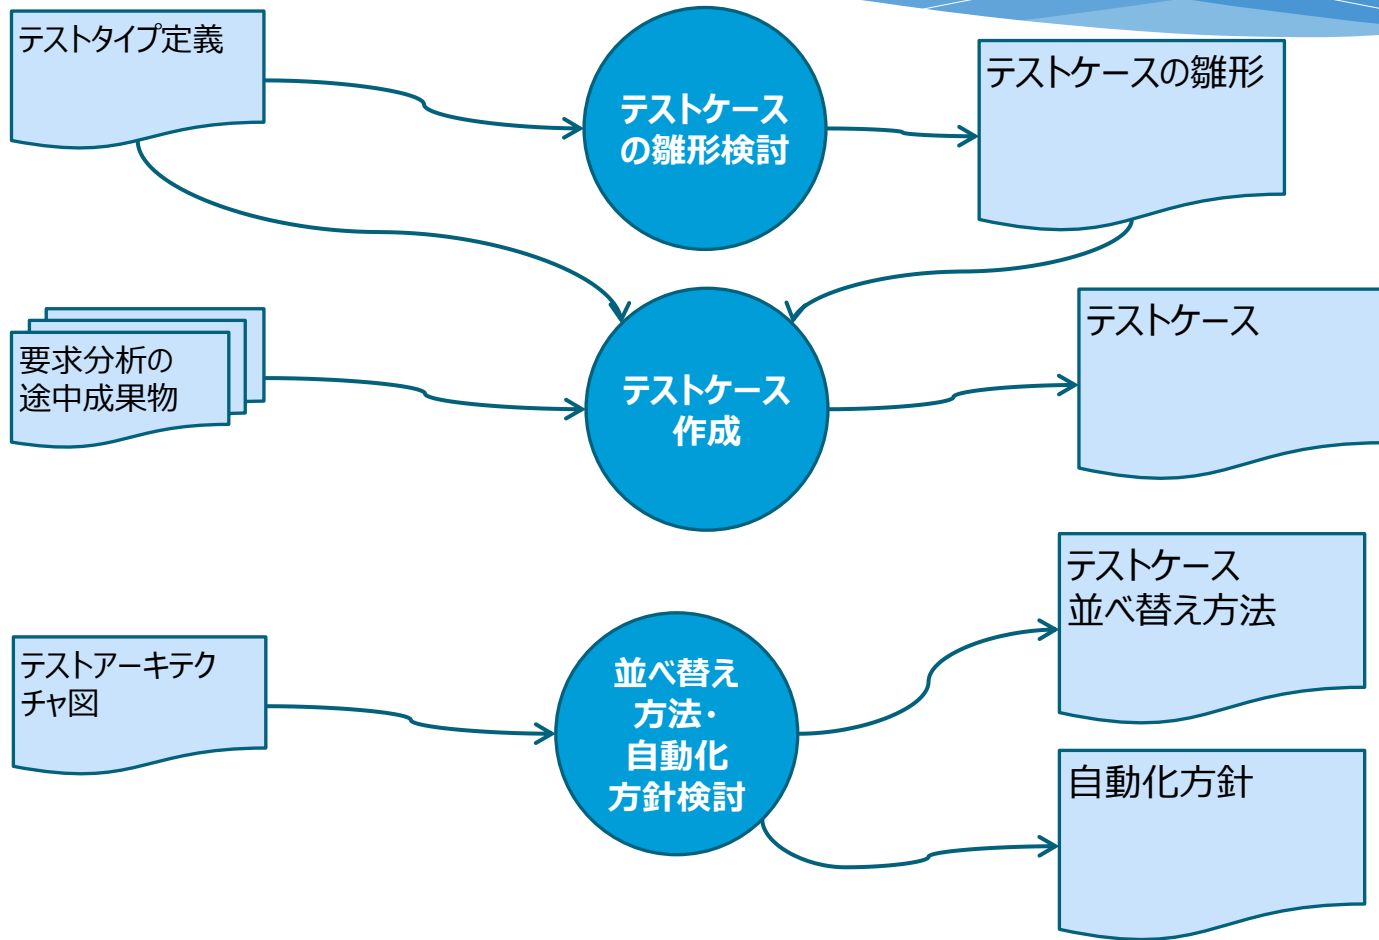 テストタイプ定義
テストケース
の雛形検討
テストケースの雛形
要求分析の
途中成果物
テストケース
作成
テストケース
テストアーキテク
チャ図
並べ替え
方法・
自動化
方針検討
テストケース
並べ替え方法
自動化方針